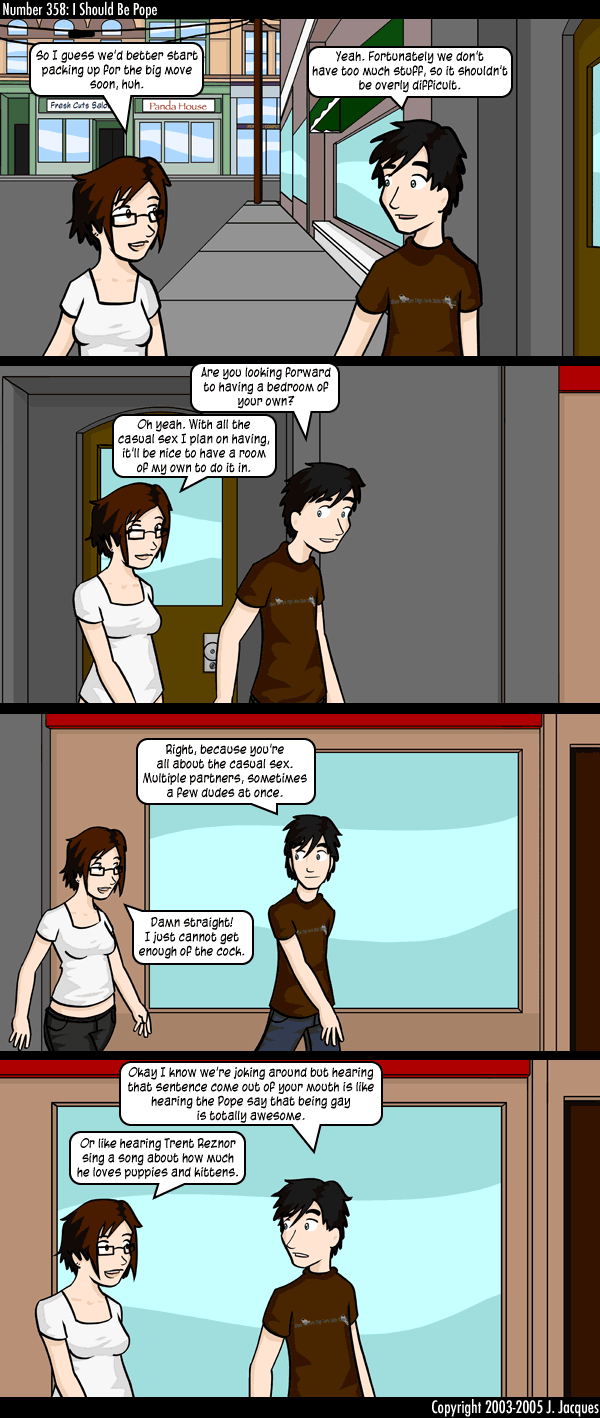 Number 358: I Should Be Pope
So I guess we'd better start
packing up for the big move
soon, huh.
Yeah. Fortunately we don't
have too much stuff, so it shouldn't
be overly difficult.
Fresh Cuts Salo
Panda House
Are you looking forward
to having a bedroom of
your own?
Oh yeah. With all the
casual sex I plan on having,
it'll be nice to have a room
of my own to do it in.
Right, because you're
all about the casual sex.
Multiple partners, sometimes
a few dudes at once.
Damn straight!
I just cannot get
enough of the cock.
Okay I know we're joking around but hearing
that sentence come out of your mouth is like
hearing the Pope say that being gay
is totally awesome.
Or like hearing Trent Reznor
sing a song about how much
he loves puppies and kittens.
Copyright 2003-2005 J. Jacques